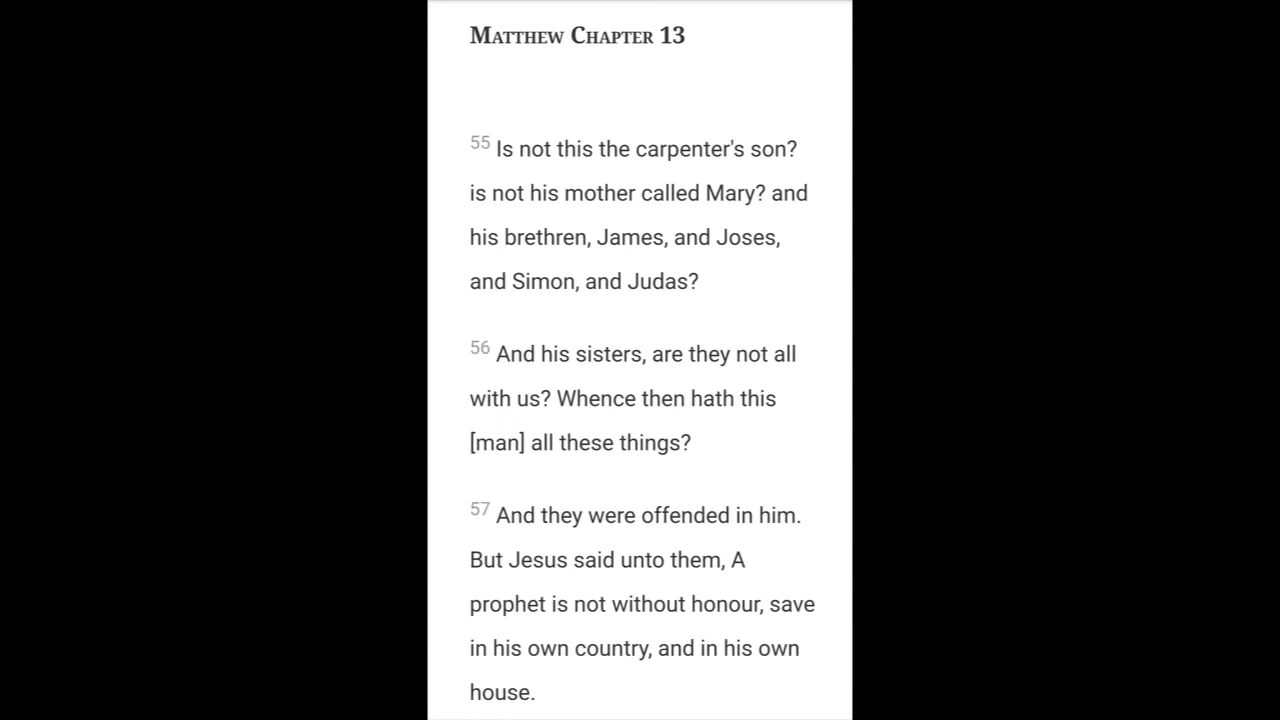 Matthew Chapter 13
55 Is not this the carpenter's son?
is not his mother called Mary? and
his brethren, James, and Joses,
and Simon, and Judas?
56 And his sisters, are they not all
with us? Whence then hath this
[man] all these things?
57 And they were offended in him.
But Jesus said unto them, A
prophet is not without honour, save
in his own country, and in his own
house.